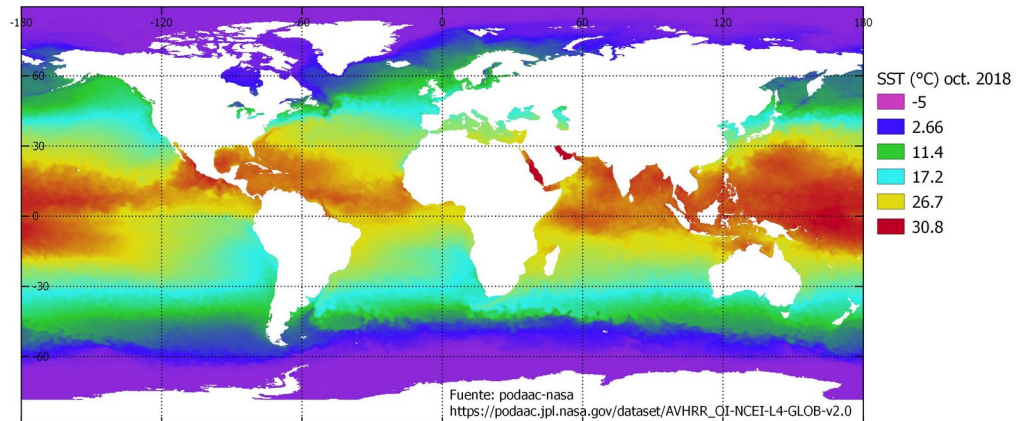 -180 -120 -60 0 60 120 180
60
30
0
-30
-60
SST (°C) oct. 2018
-5
2.66
11.4
17.2
26.7
30.8
Fuente: podaac-nasa
https://podaac.jpl.nasa.gov/dataset/AVHRR_OI-NCEI-L4-GLOB-v2.0